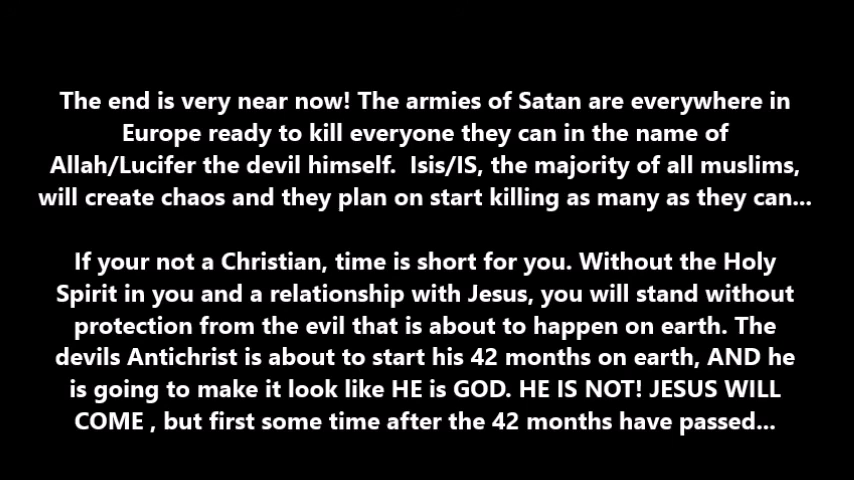 The end is very near now! The armies of Satan are everywhere in
Europe ready to kill everyone they can in the name of
Allah/Lucifer the devil himself.  Isis/IS, the majority of all muslims,
will create chaos and they plan on start killing as many as they can...
If your not a Christian, time is short for you. Without the Holy
Spirit in you and a relationship with Jesus, you will stand without
protection from the evil that is about to happen on earth. The
devils Antichrist is about to start his 42 months on earth, AND he
is going to make it look like HE is GOD. HE IS NOT! JESUS WILL
COME , but first some time after the 42 months have passed...